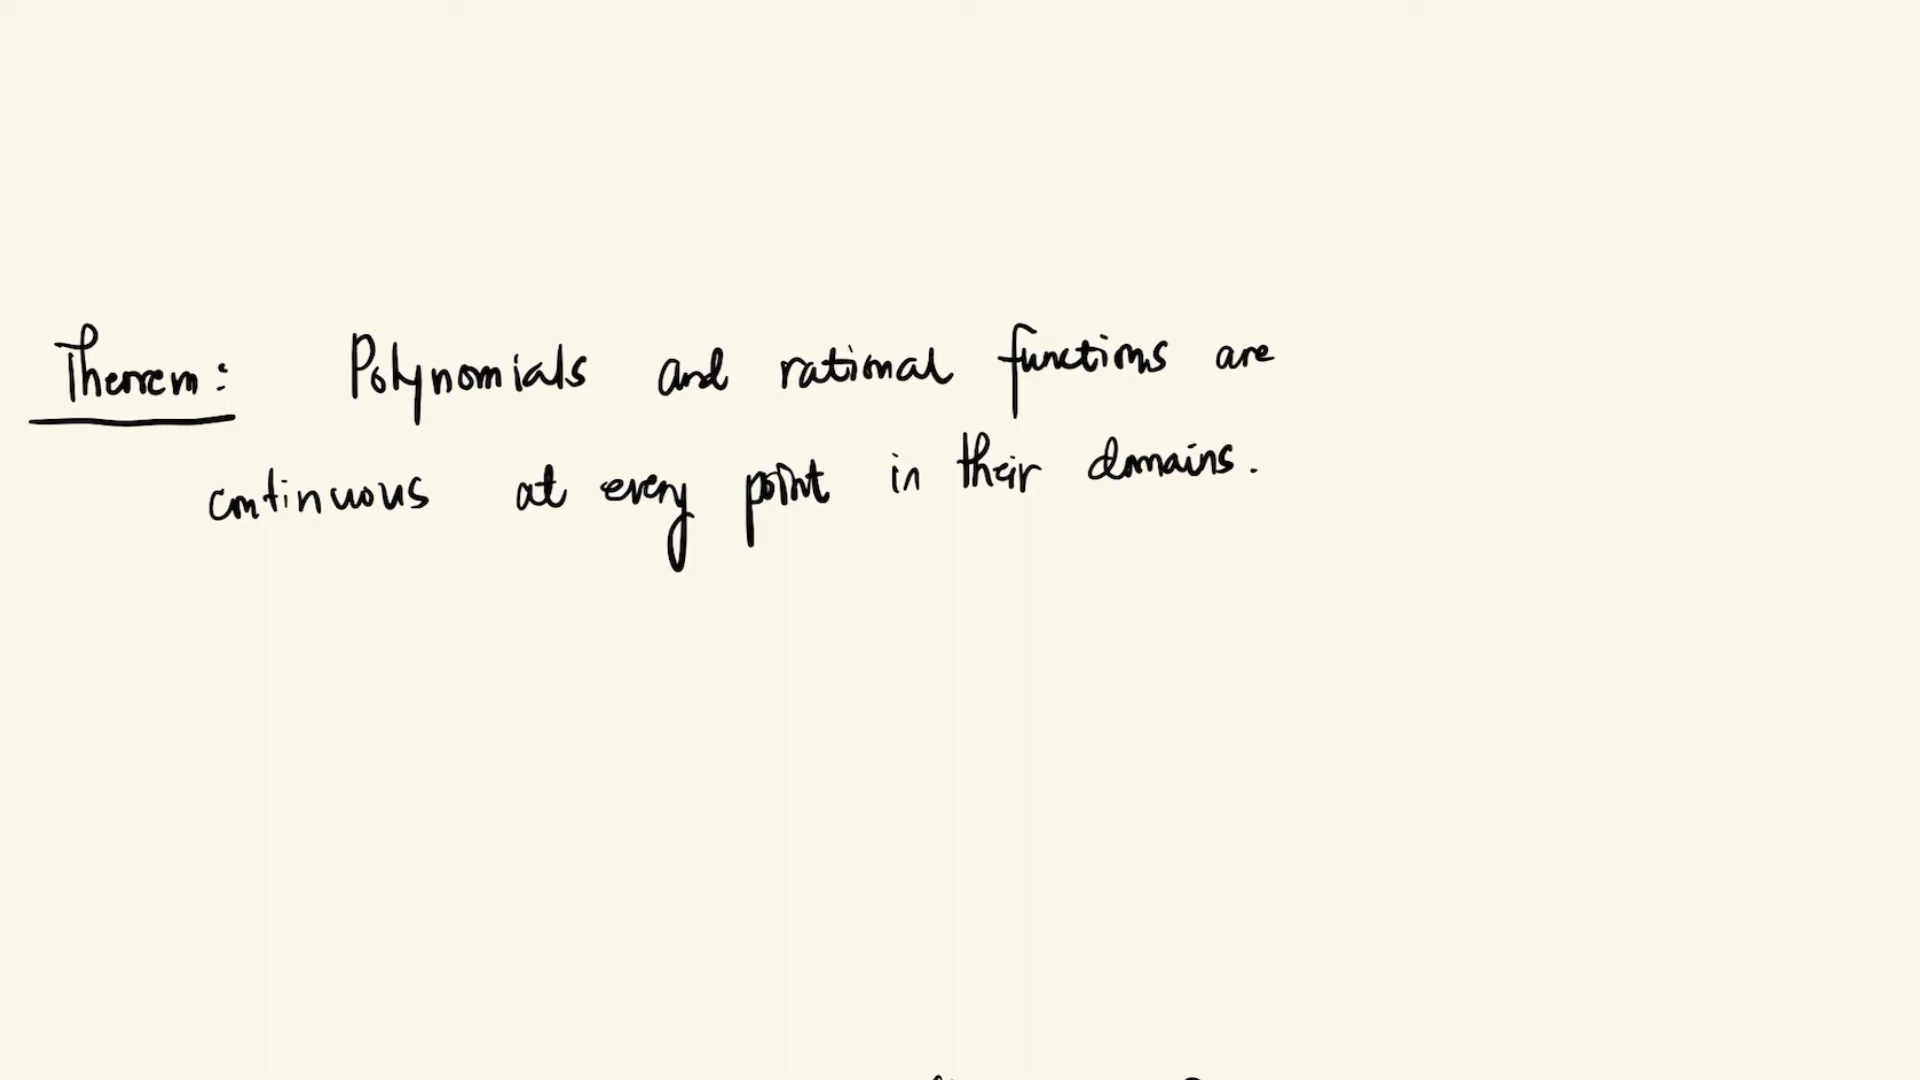 Theorem: Polynomials and rational functions are
continuous at every point in their domains.